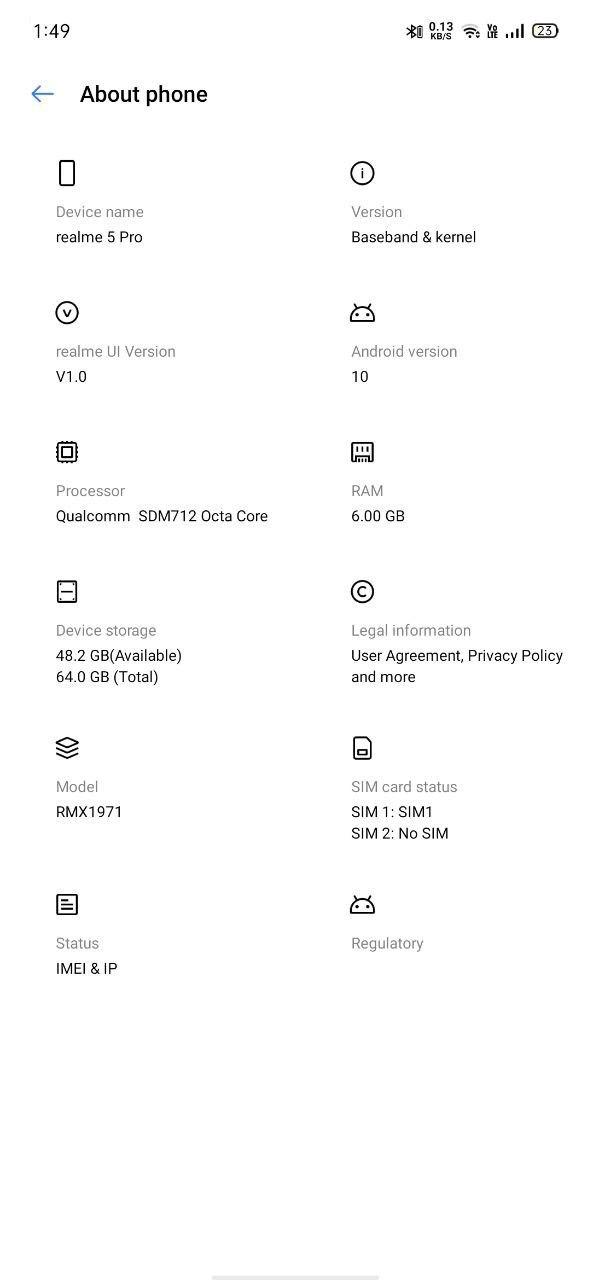 1:49
0.13
KB/S
Vo
LTE
23
About phone
Device name
realme 5 Pro
Version
Baseband & kernel
realme UI Version
V1.0
Android version
10
Processor
Qualcomm  SDM712 Octa Core
RAM
6.00 GB
Device storage
48.2 GB(Available)
64.0 GB (Total)
Legal information
User Agreement, Privacy Policy
and more
Model
RMX1971
SIM card status
SIM 1: SIM1
SIM 2: No SIM
Status
IMEI & IP
Regulatory